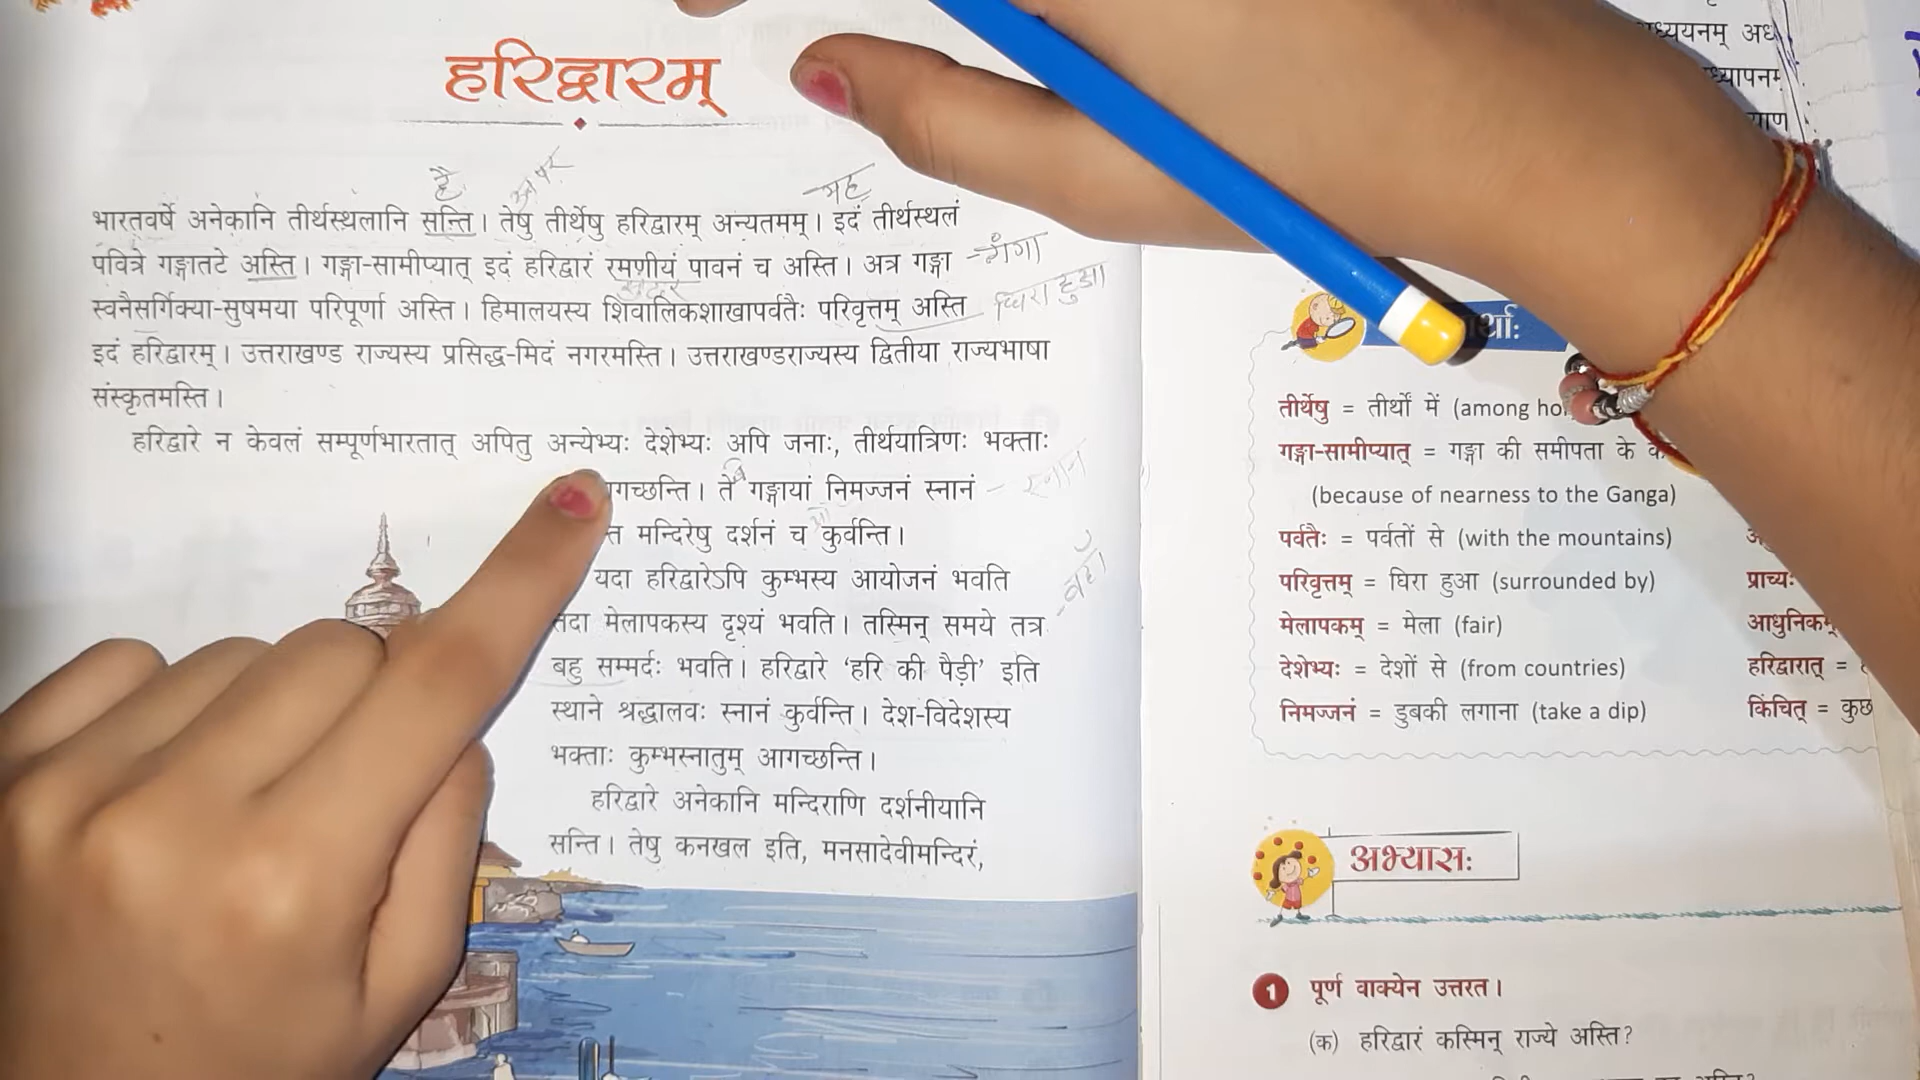 हरिद्वारम्
है
यह
भारतवर्षे अनेकानि तीर्थस्थलानि सन्ति। तेषु तीर्थेषु हरिद्वारम् अन्यतमम्। इदं तीर्थस्थलं
पवित्रे गङ्गातटे अस्ति। गङ्गा-सामीप्यात् इदं हरिद्वारं रमणीयं पावनं च अस्ति। अत्र गङ्गा
गंगा
सुंदर
स्वनैसर्गिक्या-सुषमया परिपूर्णा अस्ति। हिमालयस्य शिवालिकशाखापर्वतैः परिवृत्तम् अस्ति
घिरा हुआ
इदं हरिद्वारम्। उत्तराखण्ड राज्यस्य प्रसिद्ध-मिदं नगरमस्ति। उत्तराखण्डराज्यस्य द्वितीया राज्यभाषा
संस्कृतमस्ति।
हरिद्वारे न केवलं सम्पूर्णभारतात् अपितु अन्येभ्यः देशेभ्यः अपि जनाः, तीर्थयात्रिणः भक्ताः
गच्छन्ति। ते गङ्गायां निमज्जनं स्नानं
स्नान
मन्दिरेषु दर्शनं च कुर्वन्ति।
यदा हरिद्वारेऽपि कुम्भस्य आयोजनं भवति
तदा मेलापकस्य दृश्यं भवति। तस्मिन् समये तत्र
वहाँ
बहु सम्मर्दः भवति। हरिद्वारे ‘हरि की पैड़ी’ इति
स्थाने श्रद्धालवः स्नानं कुर्वन्ति। देश-विदेशस्य
भक्ताः कुम्भस्नातुम् आगच्छन्ति।
हरिद्वारे अनेकानि मन्दिराणि दर्शनीयानि
सन्ति। तेषु कनखल इति, मनसादेवीमन्दिरं,
ध्ययनम्
ध्यापनम्
तीर्थेषु = तीर्थों में (among
गङ्गा-सामीप्यात् = गङ्गा की समीपता के
(because of nearness to the Ganga)
पर्वतैः = पर्वतों से (with the mountains)
परिवृत्तम् = घिरा हुआ (surrounded by)
मेलापकम् = मेला (fair)
देशेभ्यः = देशों से (from countries)
निमज्जनं = डुबकी लगाना (take a dip)
प्राच्यः
आधुनिकम्
हरिद्वारात् =
किंचित् = कुछ
अभ्यासः
1 पूर्ण वाक्येन उत्तरत।
(क) हरिद्वारं कस्मिन् राज्ये अस्ति?